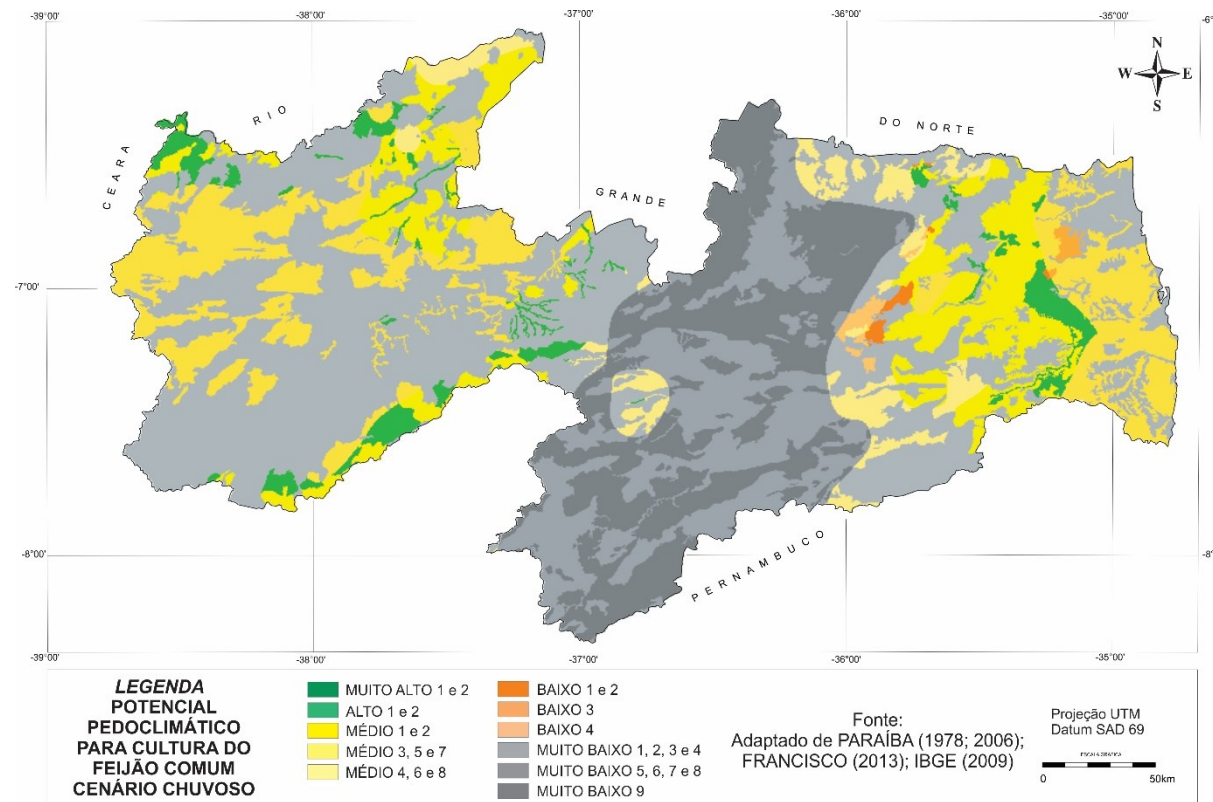 -39°00'
-38°00'
-37°00'
-36°00'
-35°00'
-6°
N
W
E
S
RIO
DO NORTE
CEARA
GRANDE
-7°00'
-8°00'
-8°
PERNAMBUCO
-39°00'
-38°00'
-37°00'
-36°00'
-35°00'
LEGENDA
POTENCIAL
PEDOCLIMÁTICO
PARA CULTURA DO
FEIJÃO COMUM
CENÁRIO CHUVOSO
MUITO ALTO 1 e 2
ALTO 1 e 2
MÉDIO 1 e 2
MÉDIO 3, 5 e 7
MÉDIO 4, 6 e 8
BAIXO 1 e 2
BAIXO 3
BAIXO 4
MUITO BAIXO 1, 2, 3 e 4
MUITO BAIXO 5, 6, 7 e 8
MUITO BAIXO 9
Fonte:
Adaptado de PARAÍBA (1978; 2006);
FRANCISCO (2013); IBGE (2009)
Projeção UTM
Datum SAD 69
ESCALA GRÁFICA
0 50km